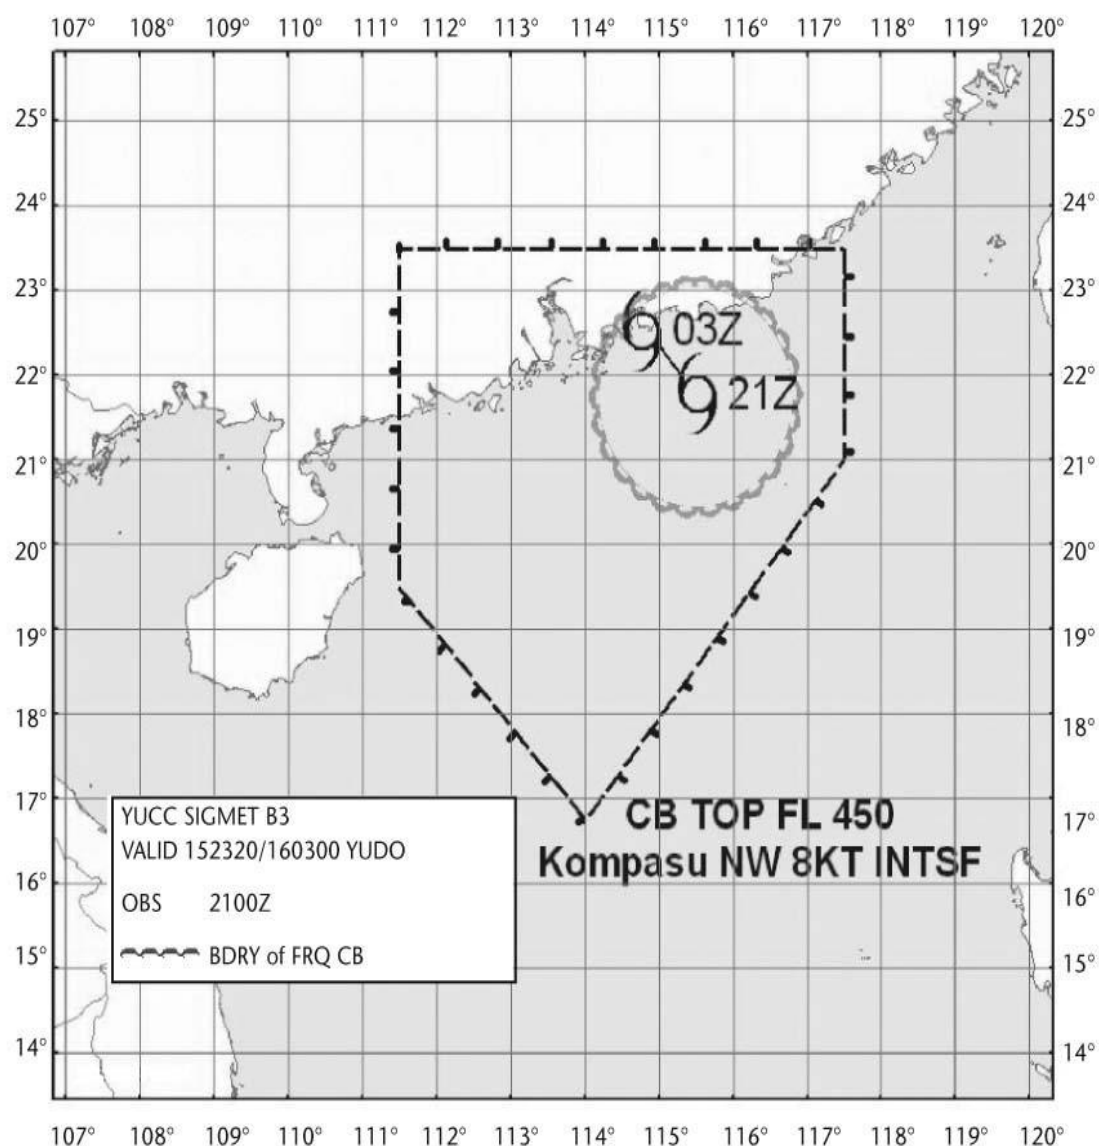 107° 108° 109° 110° 111° 112° 113° 114° 115° 116° 117° 118° 119° 120°
25° 25°
24° 24°
23° 23°
03Z
22° 22°
21Z
21° 21°
20° 20°
19° 19°
18° 18°
17° 17°
CB TOP FL 450
Kompasu NW 8KT INTSF
YUCC SIGMET B3
VALID 152320/160300 YUDO
OBS 2100Z
BDRY of FRQ CB
16° 16°
15° 15°
14° 14°
107° 108° 109° 110° 111° 112° 113° 114° 115° 116° 117° 118° 119° 120°